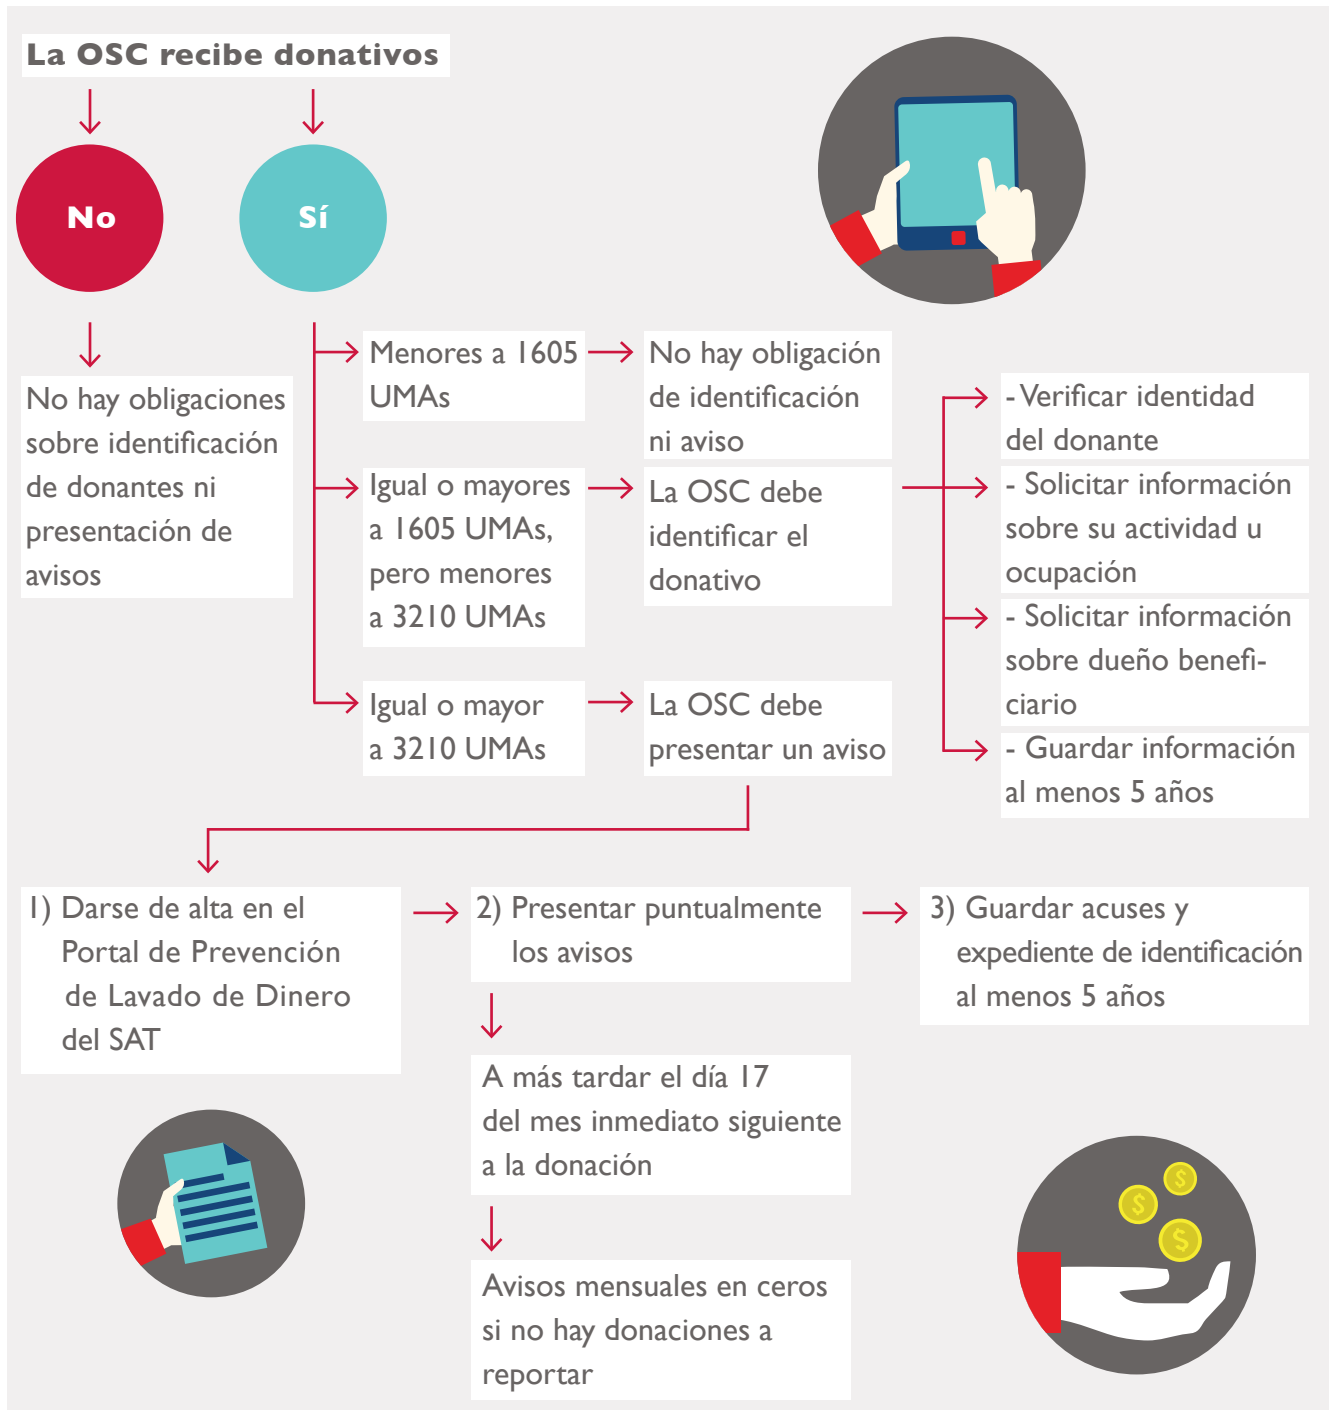 La OSC recibe donativos
No
Sí
No hay obligaciones
sobre identificación
de donantes ni
presentación de
avisos
Menores a 1605
UMAs
No hay obligación
de identificación
ni aviso
Igual o mayores
a 1605 UMAs,
pero menores
a 3210 UMAs
La OSC debe
identificar el
donativo
- Verificar identidad
del donante
- Solicitar información
sobre su actividad u
ocupación
- Solicitar información
sobre dueño benefi-
ciario
- Guardar información
al menos 5 años
Igual o mayor
a 3210 UMAs
La OSC debe
presentar un aviso
1) Darse de alta en el
Portal de Prevención
de Lavado de Dinero
del SAT
2) Presentar puntualmente
los avisos
A más tardar el día 17
del mes inmediato siguiente
a la donación
Avisos mensuales en ceros
si no hay donaciones a
reportar
3) Guardar acuses y
expediente de identificación
al menos 5 años
$
$
$